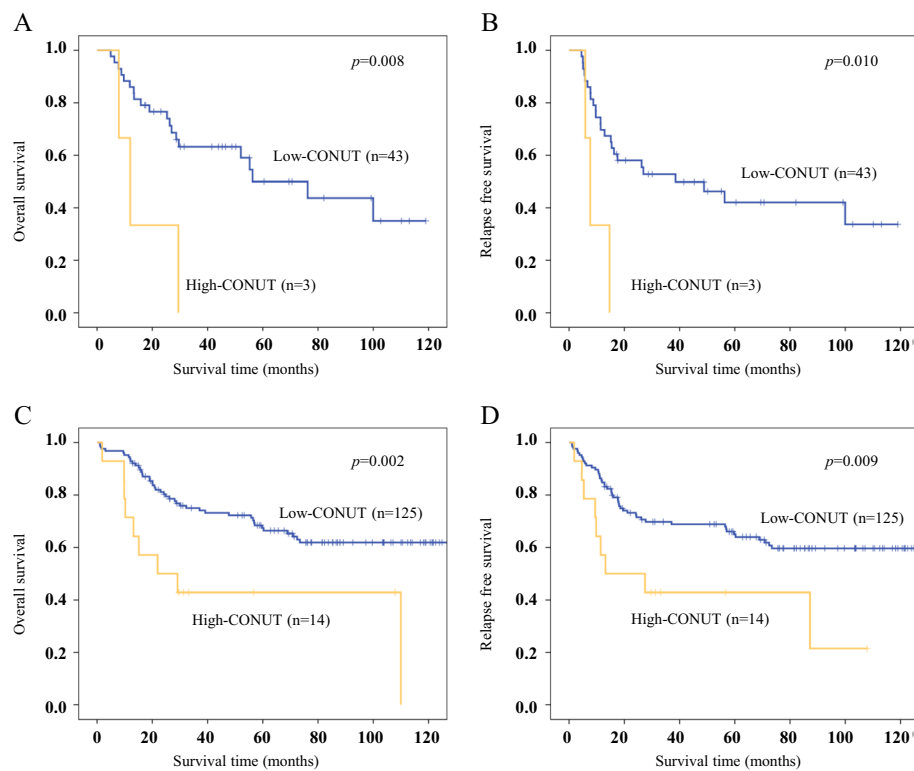 A
Overall survival
1.0
0.8
0.6
0.4
0.2
0.0
p=0.008
Low-CONUT (n=43)
High-CONUT (n=3)
0 20 40 60 80 100 120
Survival time (months)
B
Relapse free survival
1.0
0.8
0.6
0.4
0.2
0.0
p=0.010
Low-CONUT (n=43)
High-CONUT (n=3)
0 20 40 60 80 100 120
Survival time (months)
C
Overall survival
1.0
0.8
0.6
0.4
0.2
0.0
p=0.002
Low-CONUT (n=125)
High-CONUT (n=14)
0 20 40 60 80 100 120
Survival time (months)
D
Relapse free survival
1.0
0.8
0.6
0.4
0.2
0.0
p=0.009
Low-CONUT (n=125)
High-CONUT (n=14)
0 20 40 60 80 100 120
Survival time (months)